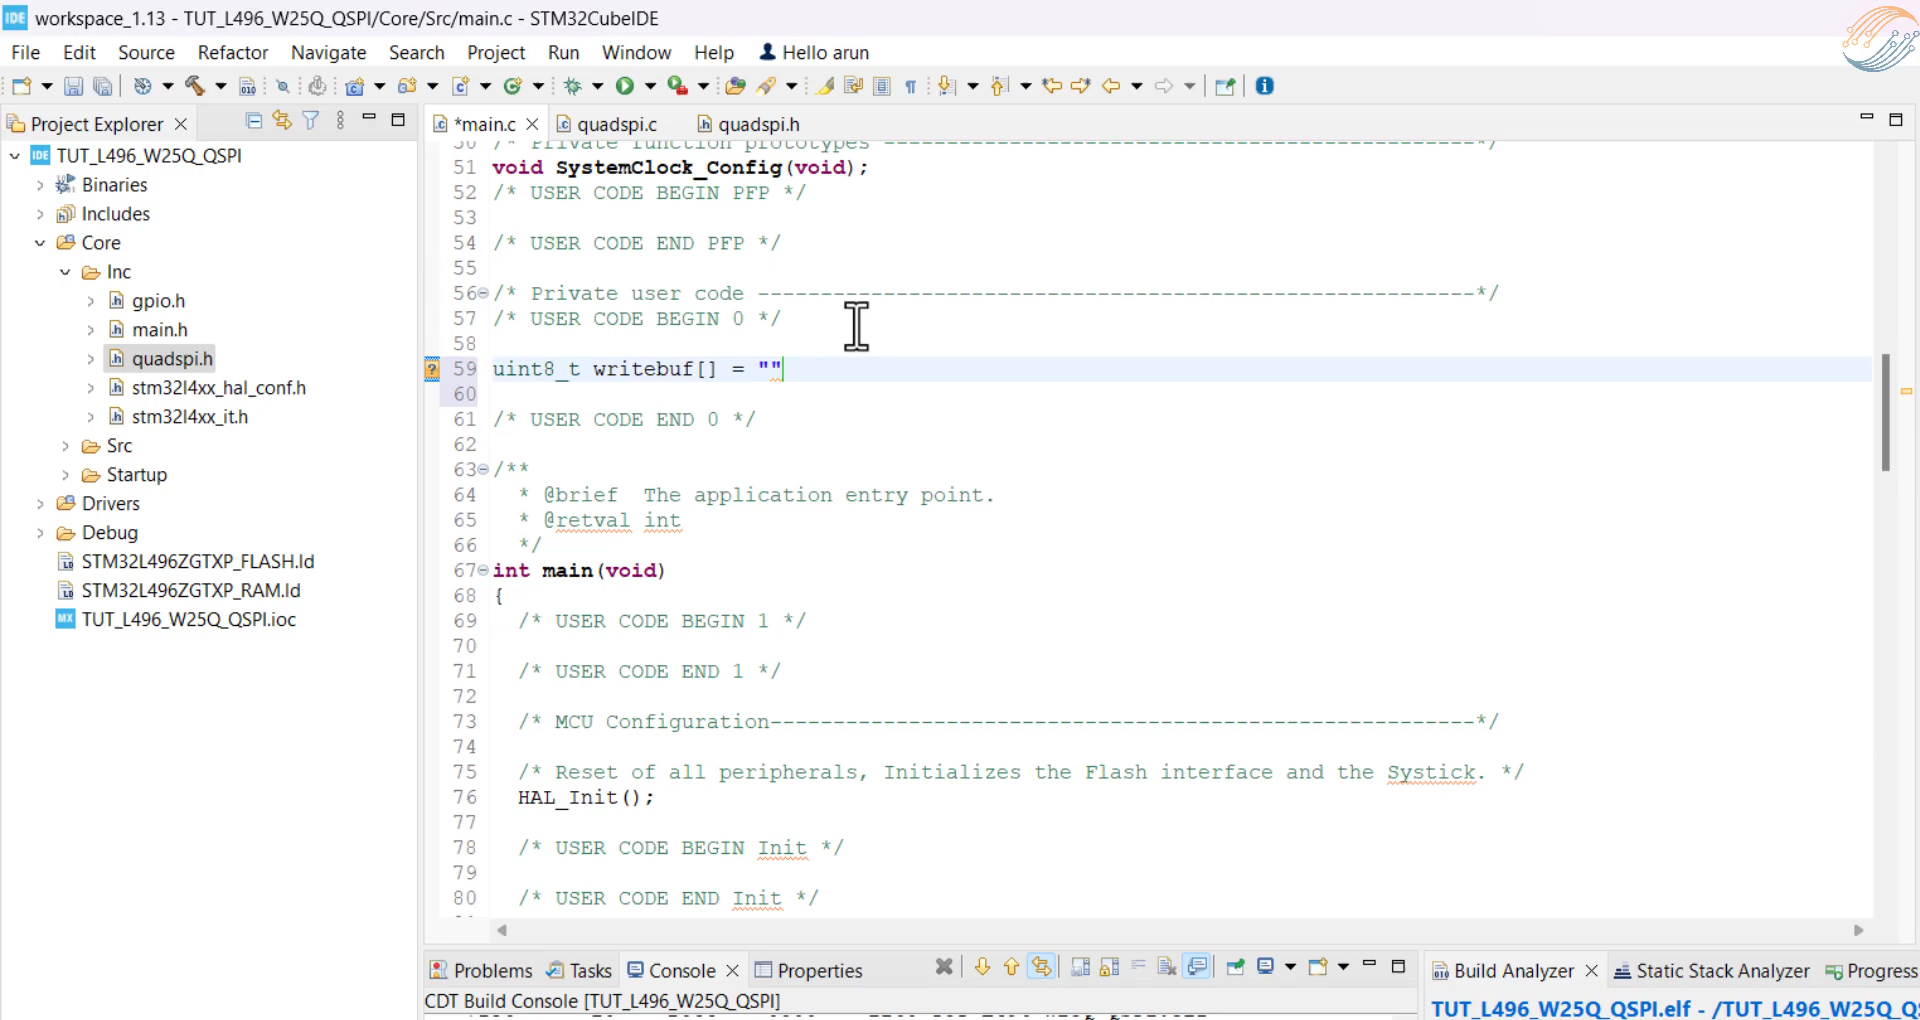 IDE workspace_1.13 - TUT_L496_W25Q_QSPI/Core/Src/main.c - STM32CubeIDE
File Edit Source Refactor Navigate Search Project Run Window Help Hello arun
Project Explorer
*main.c quadspi.c quadspi.h
IDE TUT_L496_W25Q_QSPI
Binaries
Includes
Core
Inc
gpio.h
main.h
quadspi.h
stm32l4xx_hal_conf.h
stm32l4xx_it.h
Src
Startup
Drivers
Debug
STM32L496ZGTXP_FLASH.ld
STM32L496ZGTXP_RAM.ld
MX TUT_L496_W25Q_QSPI.ioc
50 /* Private function prototypes -----------------------------------------------*/
51 void SystemClock_Config(void);
52 /* USER CODE BEGIN PFP */
53
54 /* USER CODE END PFP */
55
56 /* Private user code ---------------------------------------------------------*/
57 /* USER CODE BEGIN 0 */
58
59 uint8_t writebuf[] = ""
60
61 /* USER CODE END 0 */
62
63 /**
64 * @brief  The application entry point.
65 * @retval int
66 */
67 int main(void)
68 {
69 /* USER CODE BEGIN 1 */
70
71 /* USER CODE END 1 */
72
73 /* MCU Configuration--------------------------------------------------------*/
74
75 /* Reset of all peripherals, Initializes the Flash interface and the Systick. */
76 HAL_Init();
77
78 /* USER CODE BEGIN Init */
79
80 /* USER CODE END Init */
Problems Tasks Console Properties
CDT Build Console [TUT_L496_W25Q_QSPI]
Build Analyzer Static Stack Analyzer Progress
TUT_L496_W25Q_QSPI.elf - /TUT_L496_W25Q_QS